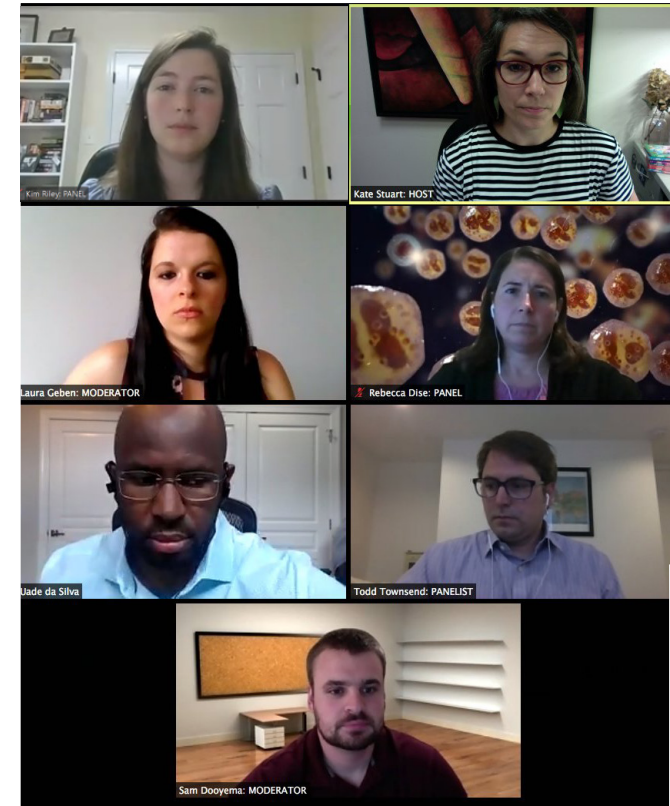 Kim Riley: PANEL
Kate Stuart: HOST
Laura Geben: MODERATOR
Rebecca Dise: PANEL
Uade da Silva
Todd Townsend: PANELIST
Sam Dooyema: MODERATOR